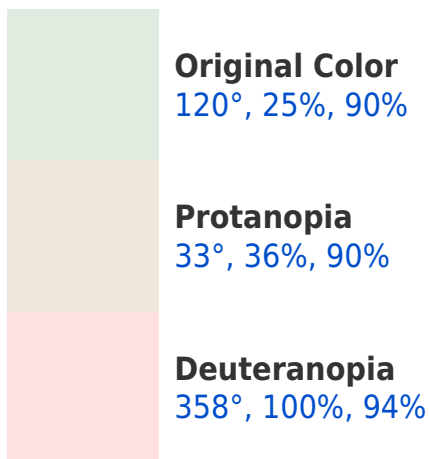 Original Color
120°, 25%, 90%
Protanopia
33°, 36%, 90%
Deuteranopia
358°, 100%, 94%